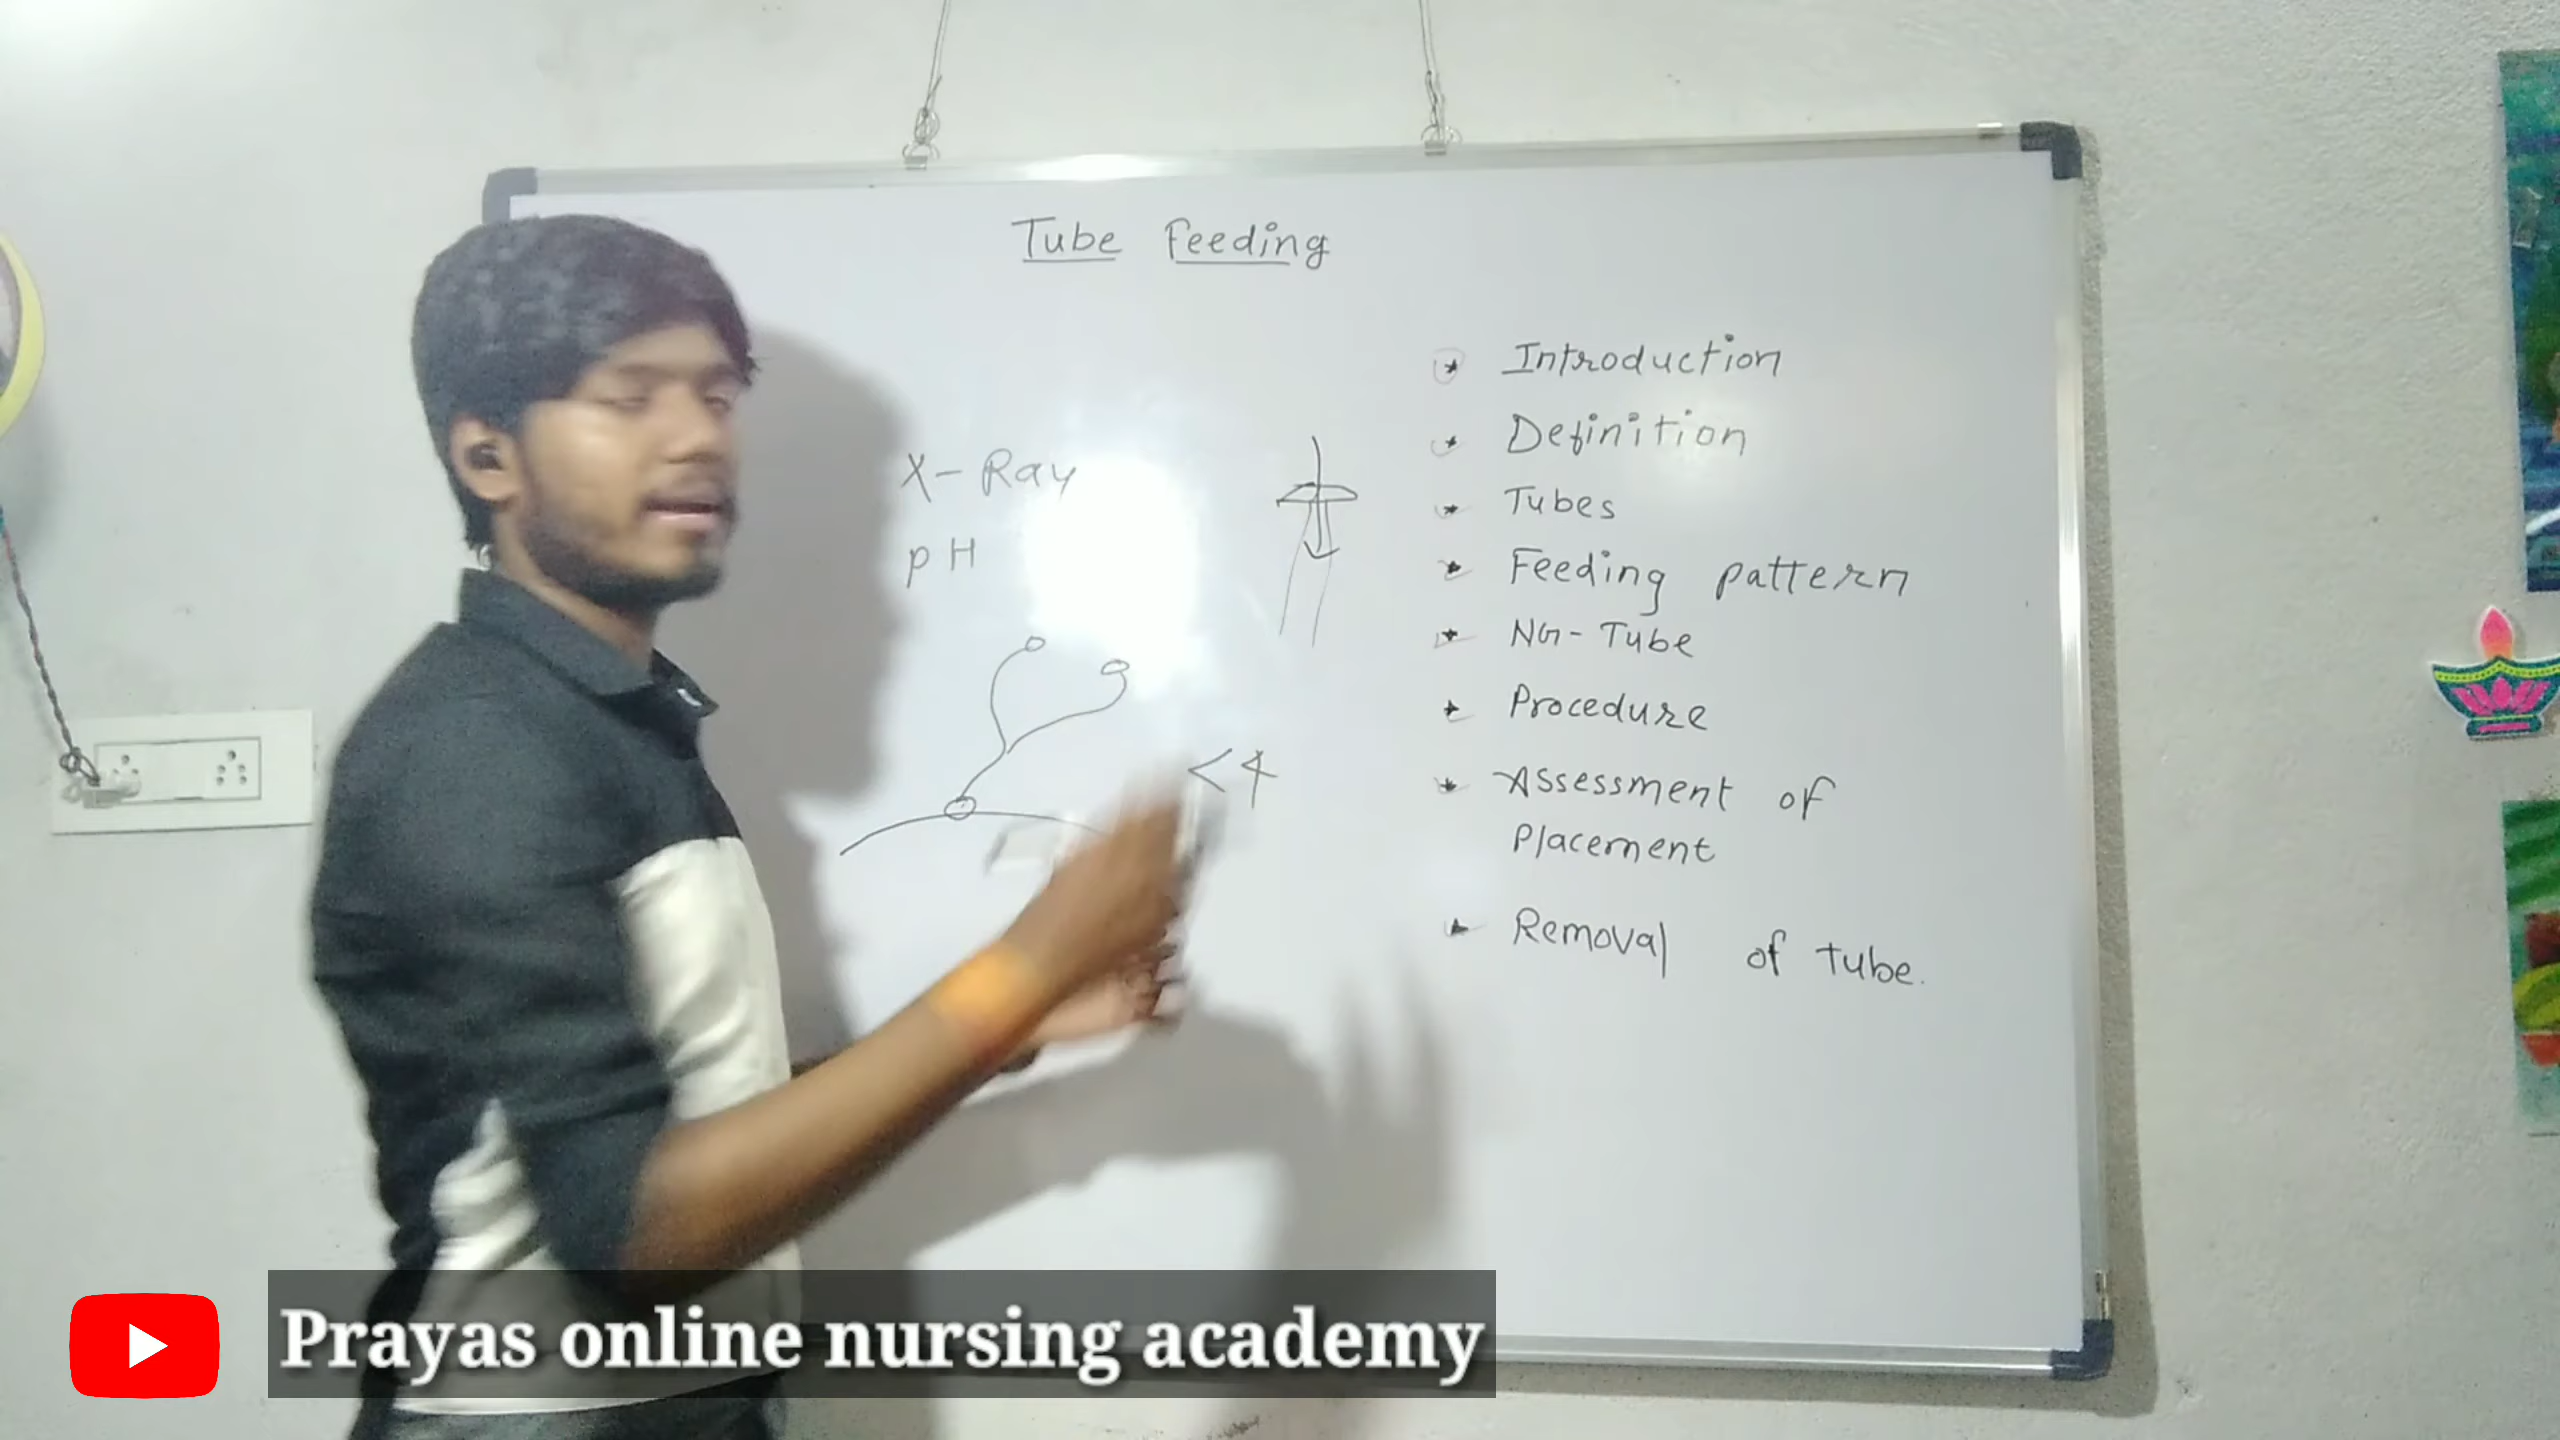 Tube Feeding
X-Ray
pH
<4
Introduction
Definition
Tubes
Feeding pattern
NG-Tube
Procedure
Assessment of
Placement
Removal of tube.
Prayas online nursing academy